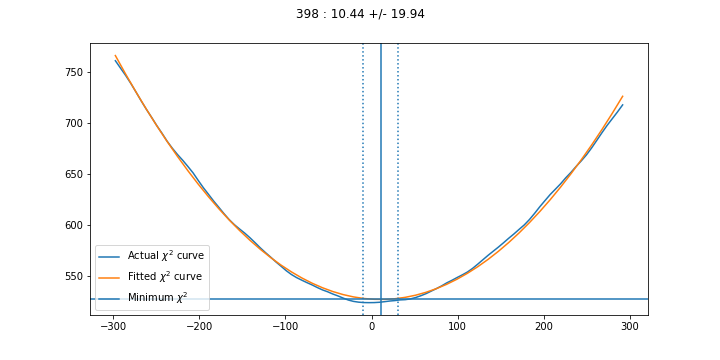 398 : 10.44 +/- 19.94
750
700
650
600
550
Actual χ² curve
Fitted χ² curve
Minimum χ²
−300 −200 −100 0 100 200 300